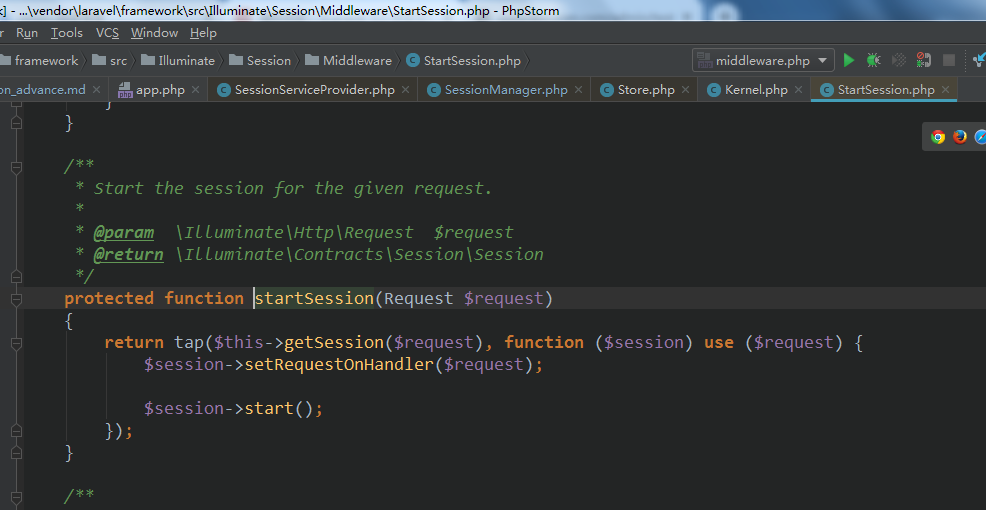 k] - ...\vendor\laravel\framework\src\Illuminate\Session\Middleware\StartSession.php - PhpStorm
r Run Tools VCS Window Help
framework src Illuminate Session Middleware StartSession.php middleware.php
on_advance.md app.php SessionServiceProvider.php SessionManager.php Store.php Kernel.php StartSession.php
}
}
/**
* Start the session for the given request.
*
* @param \Illuminate\Http\Request $request
* @return \Illuminate\Contracts\Session\Session
*/
protected function startSession(Request $request)
{
return tap($this->getSession($request), function ($session) use ($request) {
$session->setRequestOnHandler($request);
$session->start();
});
}
/**